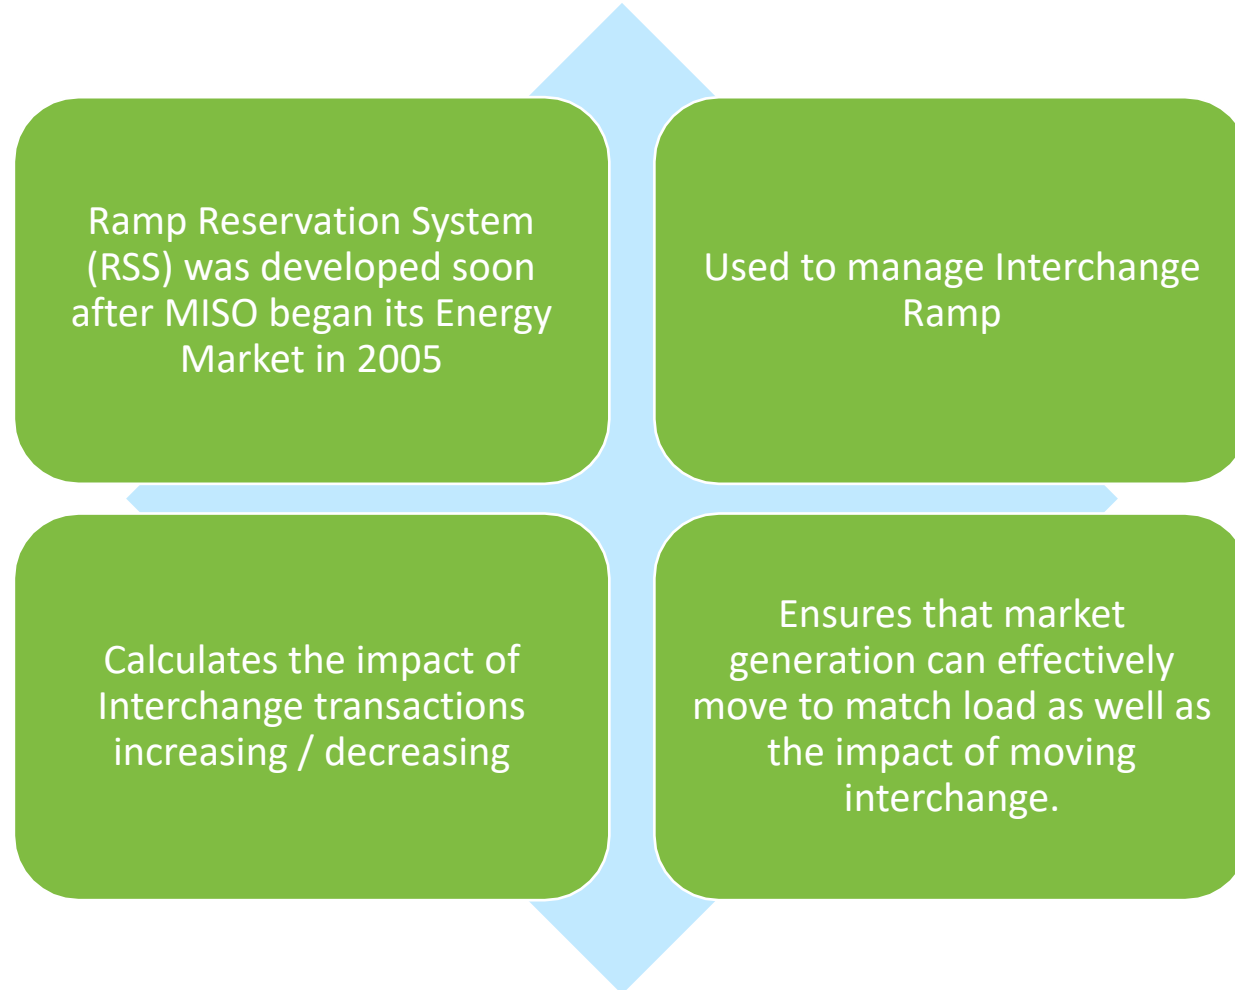 Ramp Reservation System
(RSS) was developed soon
after MISO began its Energy
Market in 2005
Used to manage Interchange
Ramp
Calculates the impact of
Interchange transactions
increasing / decreasing
Ensures that market
generation can effectively
move to match load as well as
the impact of moving
interchange.